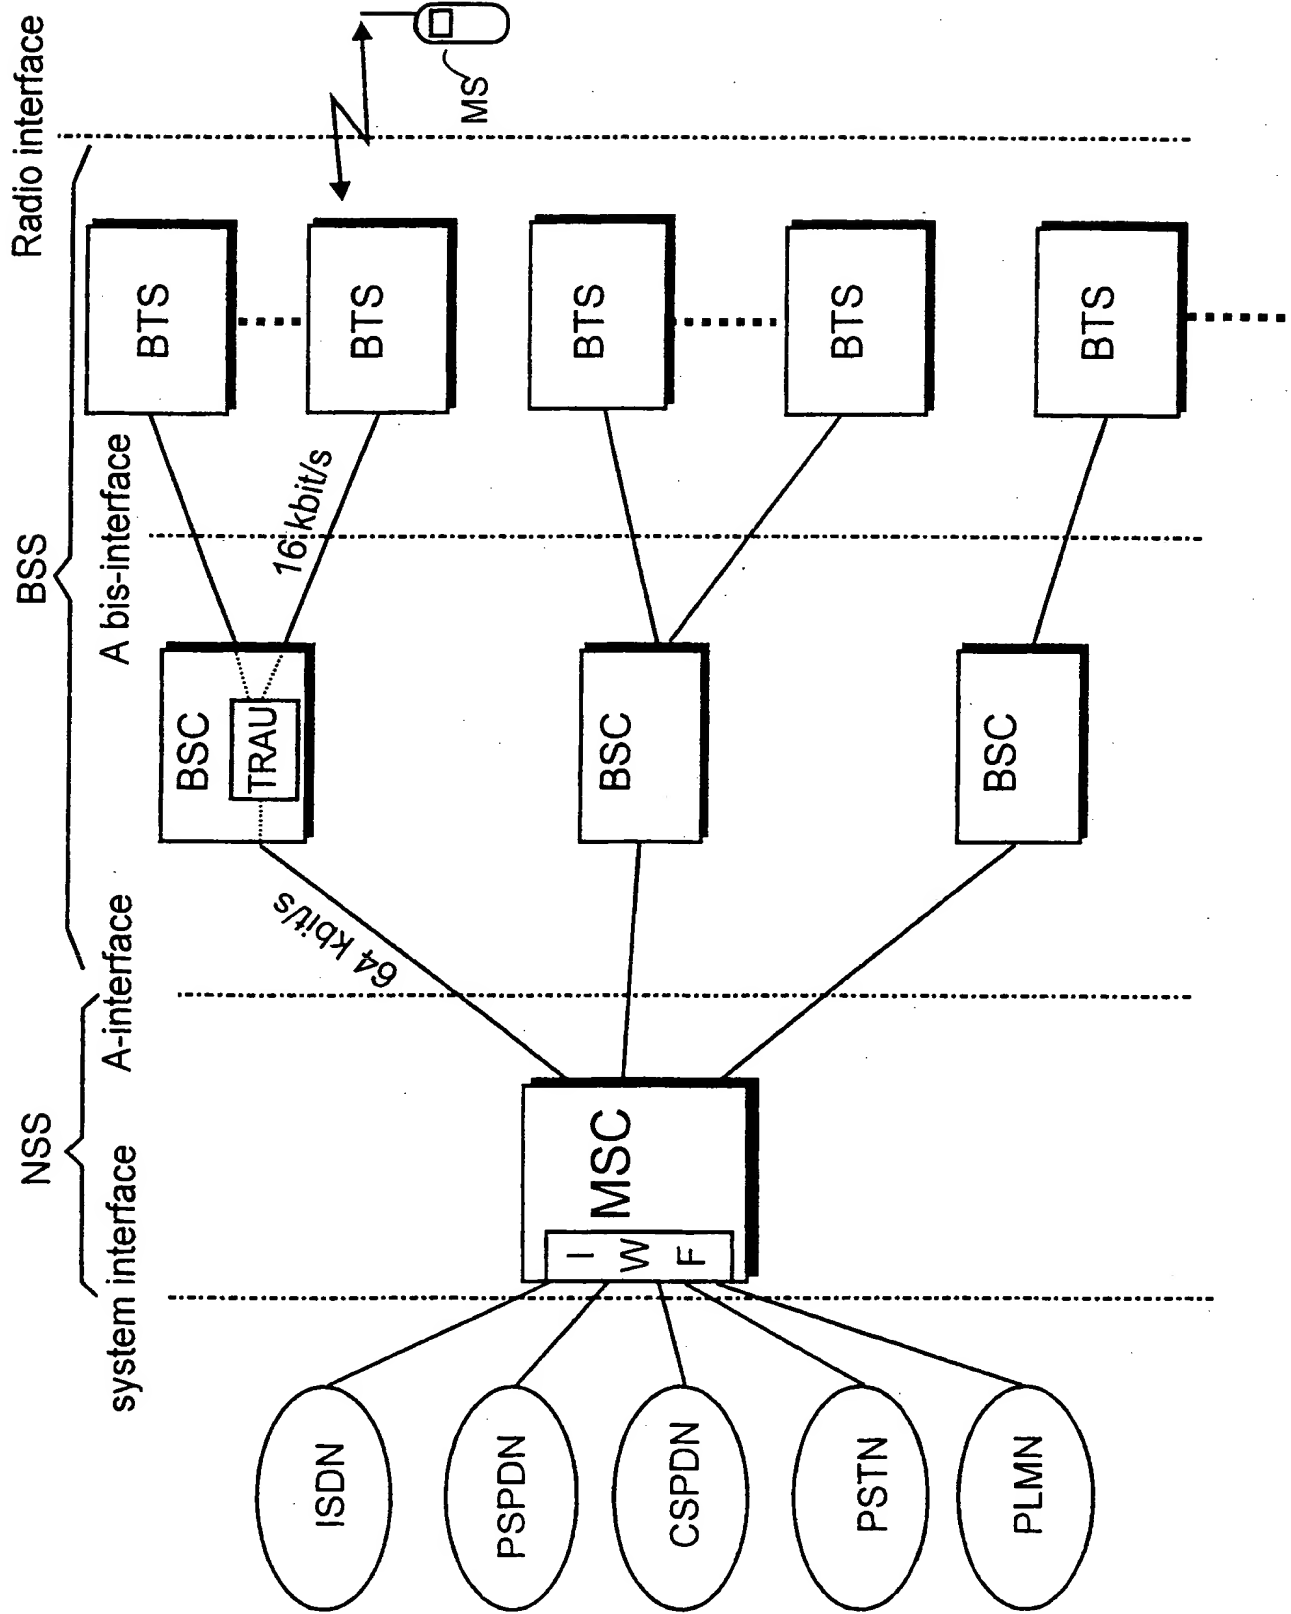 NSS
BSS
system interface
A-interface
A bis-interface
Radio interface
ISDN
PSPDN
CSPDN
PSTN
PLMN
I
W
F
MSC
64 kbit/s
BSC
TRAU
BSC
BSC
16 kbit/s
BTS
BTS
BTS
BTS
BTS
MS